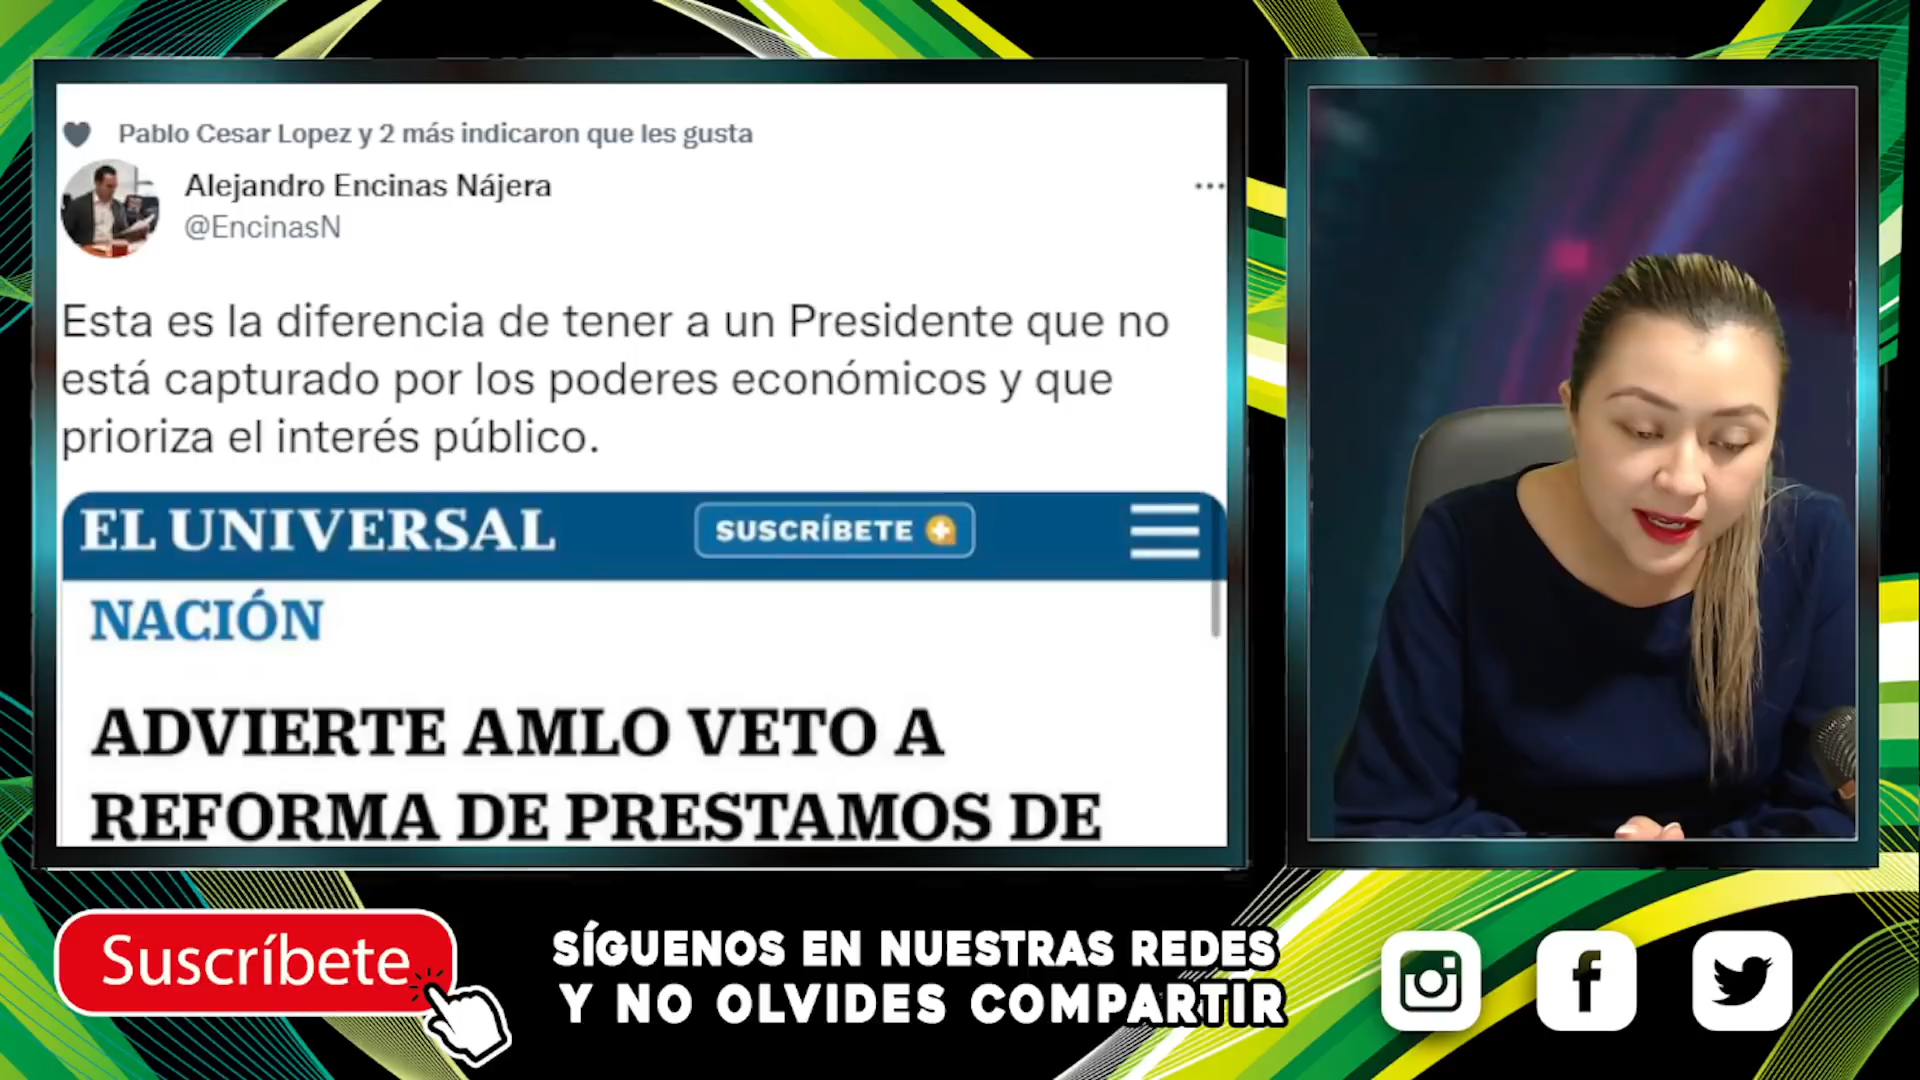 Pablo Cesar Lopez y 2 más indicaron que les gusta
Alejandro Encinas Nájera
@EncinasN
Esta es la diferencia de tener a un Presidente que no
está capturado por los poderes económicos y que
prioriza el interés público.
EL UNIVERSAL
SUSCRÍBETE
NACIÓN
ADVIERTE AMLO VETO A
REFORMA DE PRESTAMOS DE
Suscríbete
SÍGUENOS EN NUESTRAS REDES
Y NO OLVIDES COMPARTIR